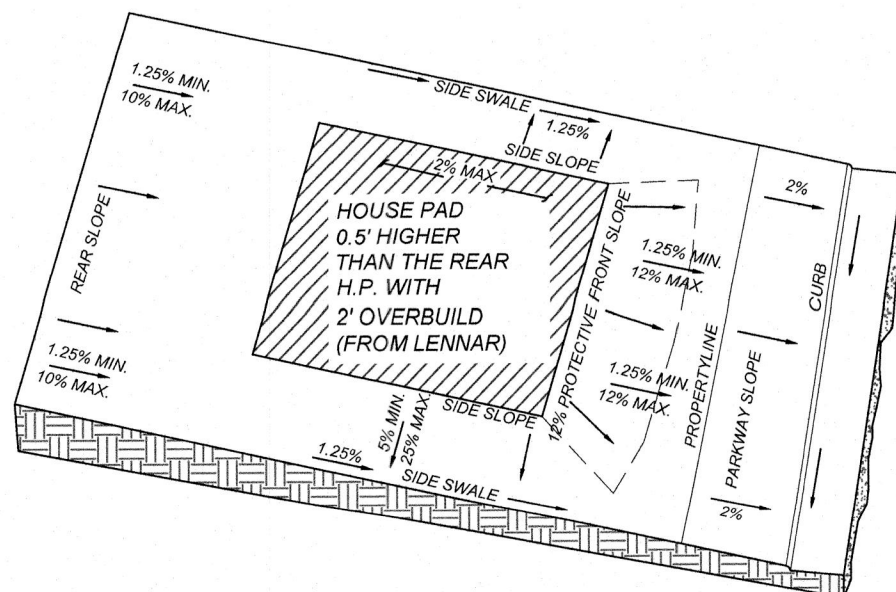 1.25% MIN.
10% MAX.
SIDE SWALE
1.25%
SIDE SLOPE
2% MAX
2%
REAR SLOPE
HOUSE PAD
0.5' HIGHER
THAN THE REAR
H.P. WITH
2' OVERBUILD
(FROM LENNAR)
12% PROTECTIVE FRONT SLOPE
1.25% MIN.
12% MAX.
PROPERTYLINE
CURB
1.25% MIN.
10% MAX.
1.25% MIN.
12% MAX.
PARKWAY SLOPE
SIDE SLOPE
5% MIN.
25% MAX.
1.25%
SIDE SWALE
2%